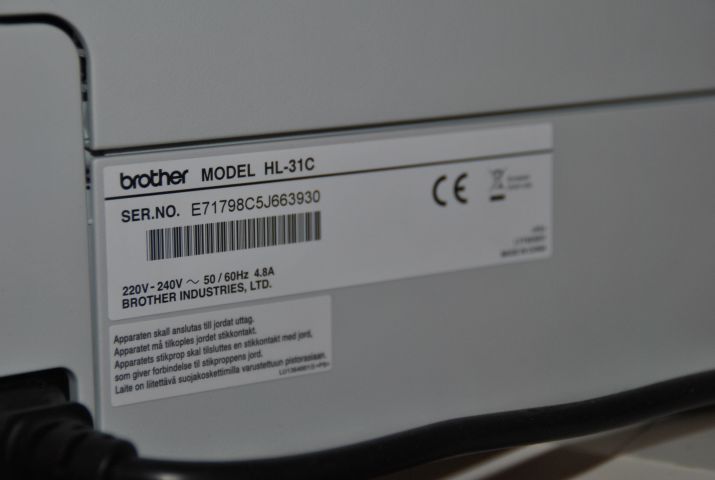 brother MODEL HL-31C
SER.NO. E71798C5J663930
220V-240V ~ 50/60Hz 4.8A
BROTHER INDUSTRIES, LTD.
CE
Apparaten skall anslutas till jordat uttag.
Apparatet må tilkoples jordet stikkontakt.
Apparatets stikprop skal tilsluttes en stikkontakt med jord,
som giver forbindelse til stikproppens jord.
Laite on liitettävä suojakoskettimilla varustettuun pistorasiaan.